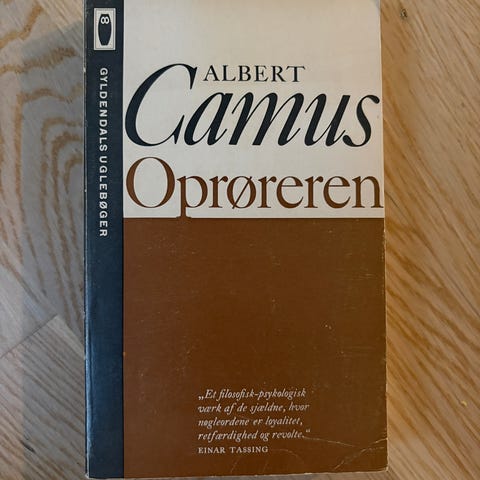 GYLDENDALS UGLEBØGER
ALBERT
Camus
Oprøreren
„Et filosofisk-psykologisk
værk af de sjældne, hvor
nøgleordene er loyalitet,
retfærdighed og revolte.“
EINAR TASSING